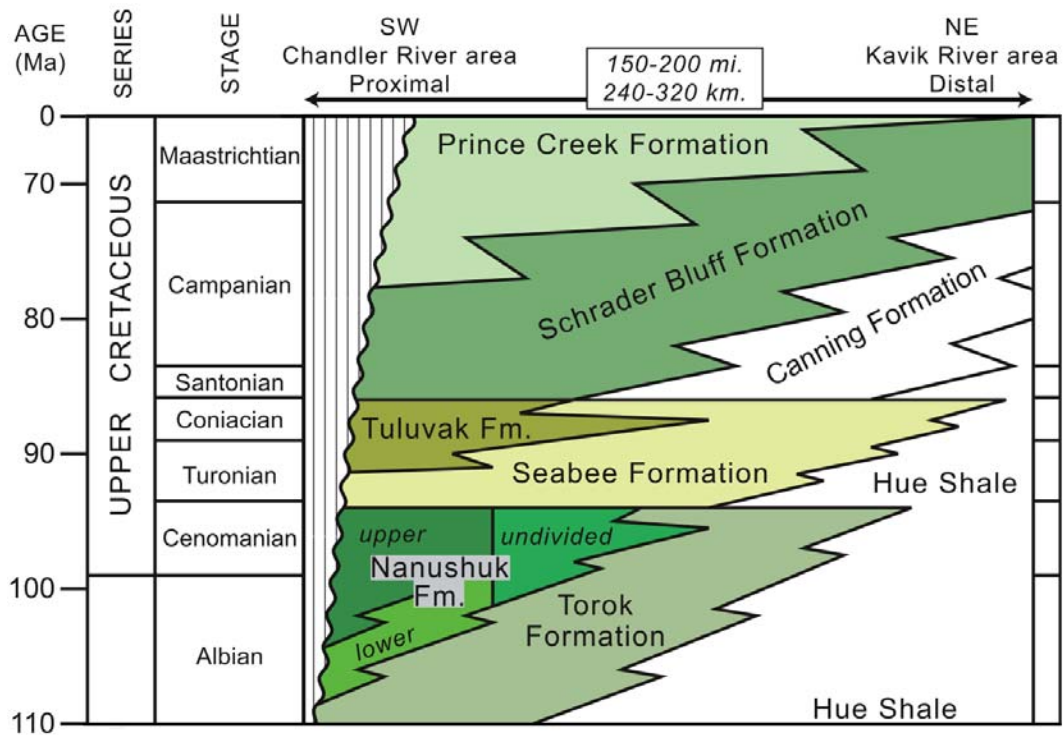 AGE
(Ma)
SERIES
STAGE
SW
Chandler River area
Proximal
150-200 mi.
240-320 km.
NE
Kavik River area
Distal
0
70
80
90
100
110
UPPER CRETACEOUS
Maastrichtian
Campanian
Santonian
Coniacian
Turonian
Cenomanian
Albian
Prince Creek Formation
Schrader Bluff Formation
Canning Formation
Tuluvak Fm.
Seabee Formation
Hue Shale
upper
undivided
Nanushuk
Fm.
lower
Torok
Formation
Hue Shale